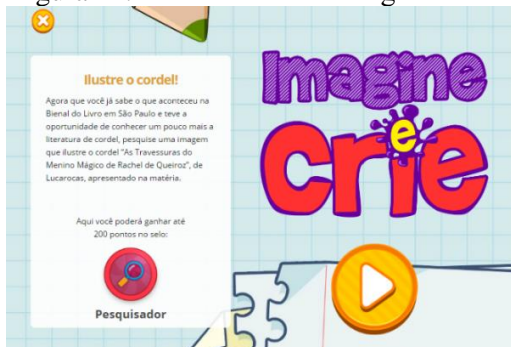 Ilustre o cordel!
Agora que você já sabe o que aconteceu na
Bienal do Livro em São Paulo e teve a
oportunidade de conhecer um pouco mais a
literatura de cordel, pesquise uma imagem
que ilustre o cordel "As Travessuras do
Menino Mágico de Rachel de Queiroz", de
Lucarocas, apresentado na matéria.
Aqui você poderá ganhar até
200 pontos no selo:
Pesquisador
Imagine
e
Crie